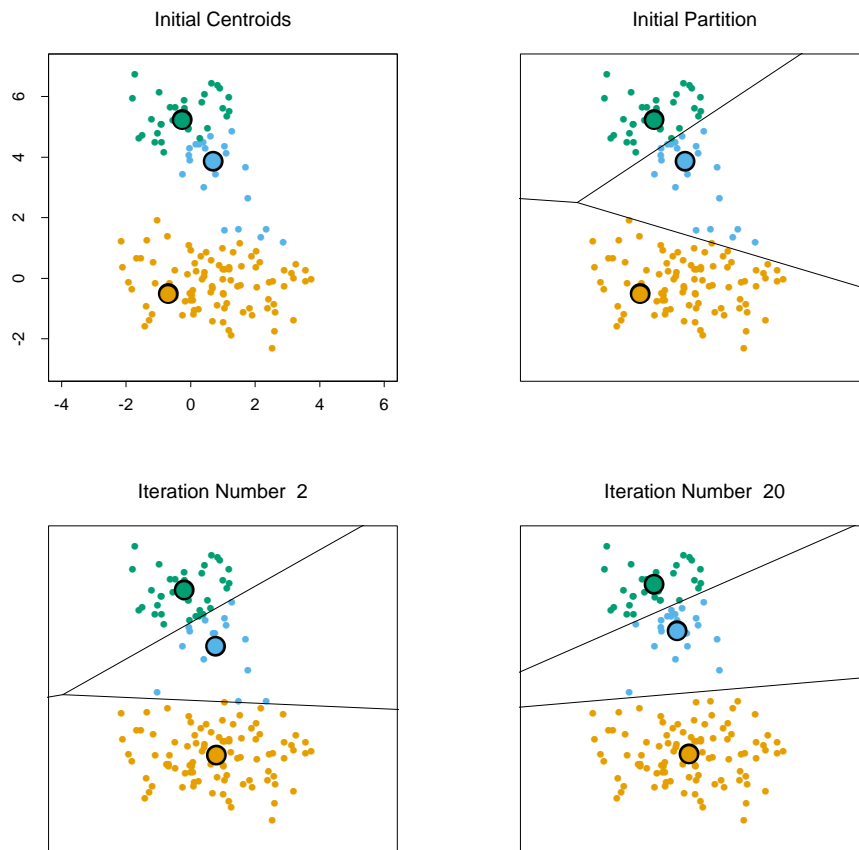 Initial Centroids
Initial Partition
6
4
2
0
-2
-4 -2 0 2 4 6
Iteration Number 2
Iteration Number 20